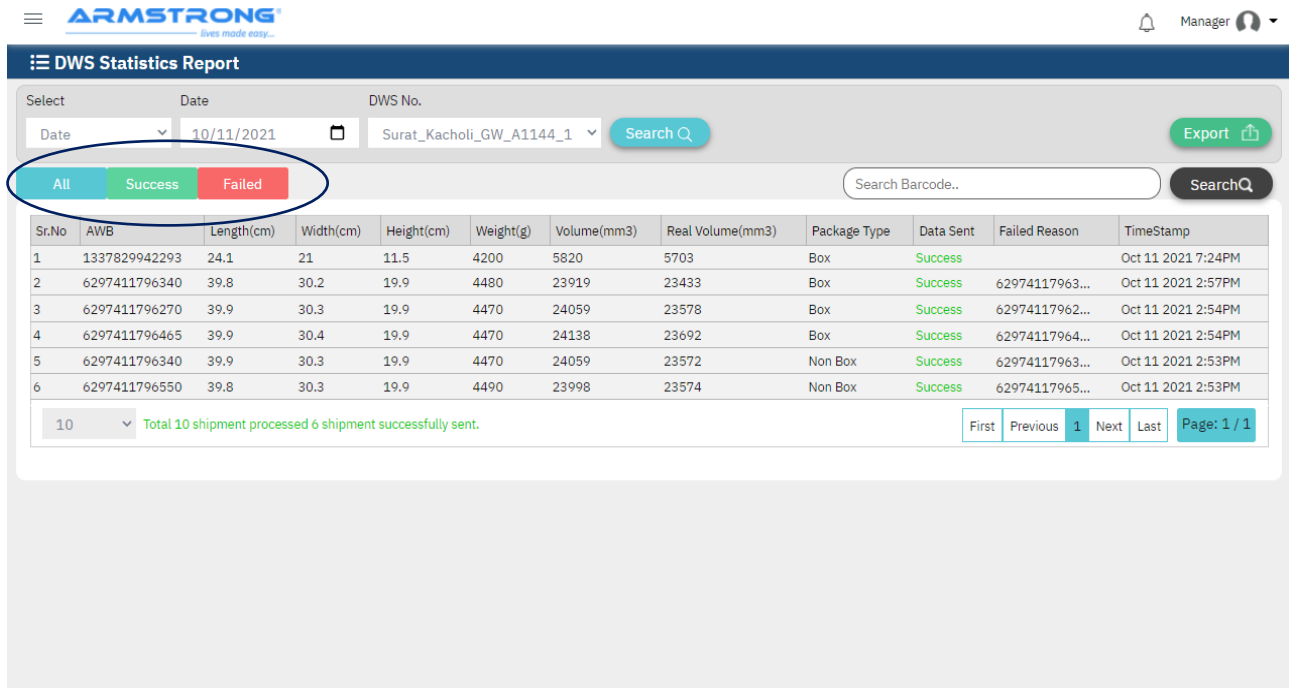 ARMSTRONG®
lives made easy...
Manager
DWS Statistics Report
Select Date DWS No.
Date 10/11/2021 Surat_Kacholi_GW_A1144_1 Search Export
All Success Failed Search Barcode.. Search
Sr.No AWB Length(cm) Width(cm) Height(cm) Weight(g) Volume(mm3) Real Volume(mm3) Package Type Data Sent Failed Reason TimeStamp
1 1337829942293 24.1 21 11.5 4200 5820 5703 Box Success Oct 11 2021 7:24PM
2 6297411796340 39.8 30.2 19.9 4480 23919 23433 Box Success 62974117963... Oct 11 2021 2:57PM
3 6297411796270 39.9 30.3 19.9 4470 24059 23578 Box Success 62974117962... Oct 11 2021 2:54PM
4 6297411796465 39.9 30.4 19.9 4470 24138 23692 Box Success 62974117964... Oct 11 2021 2:54PM
5 6297411796340 39.9 30.3 19.9 4470 24059 23572 Non Box Success 62974117963... Oct 11 2021 2:53PM
6 6297411796550 39.8 30.3 19.9 4490 23998 23574 Non Box Success 62974117965... Oct 11 2021 2:53PM
10 Total 10 shipment processed 6 shipment successfully sent. First Previous 1 Next Last Page: 1 / 1